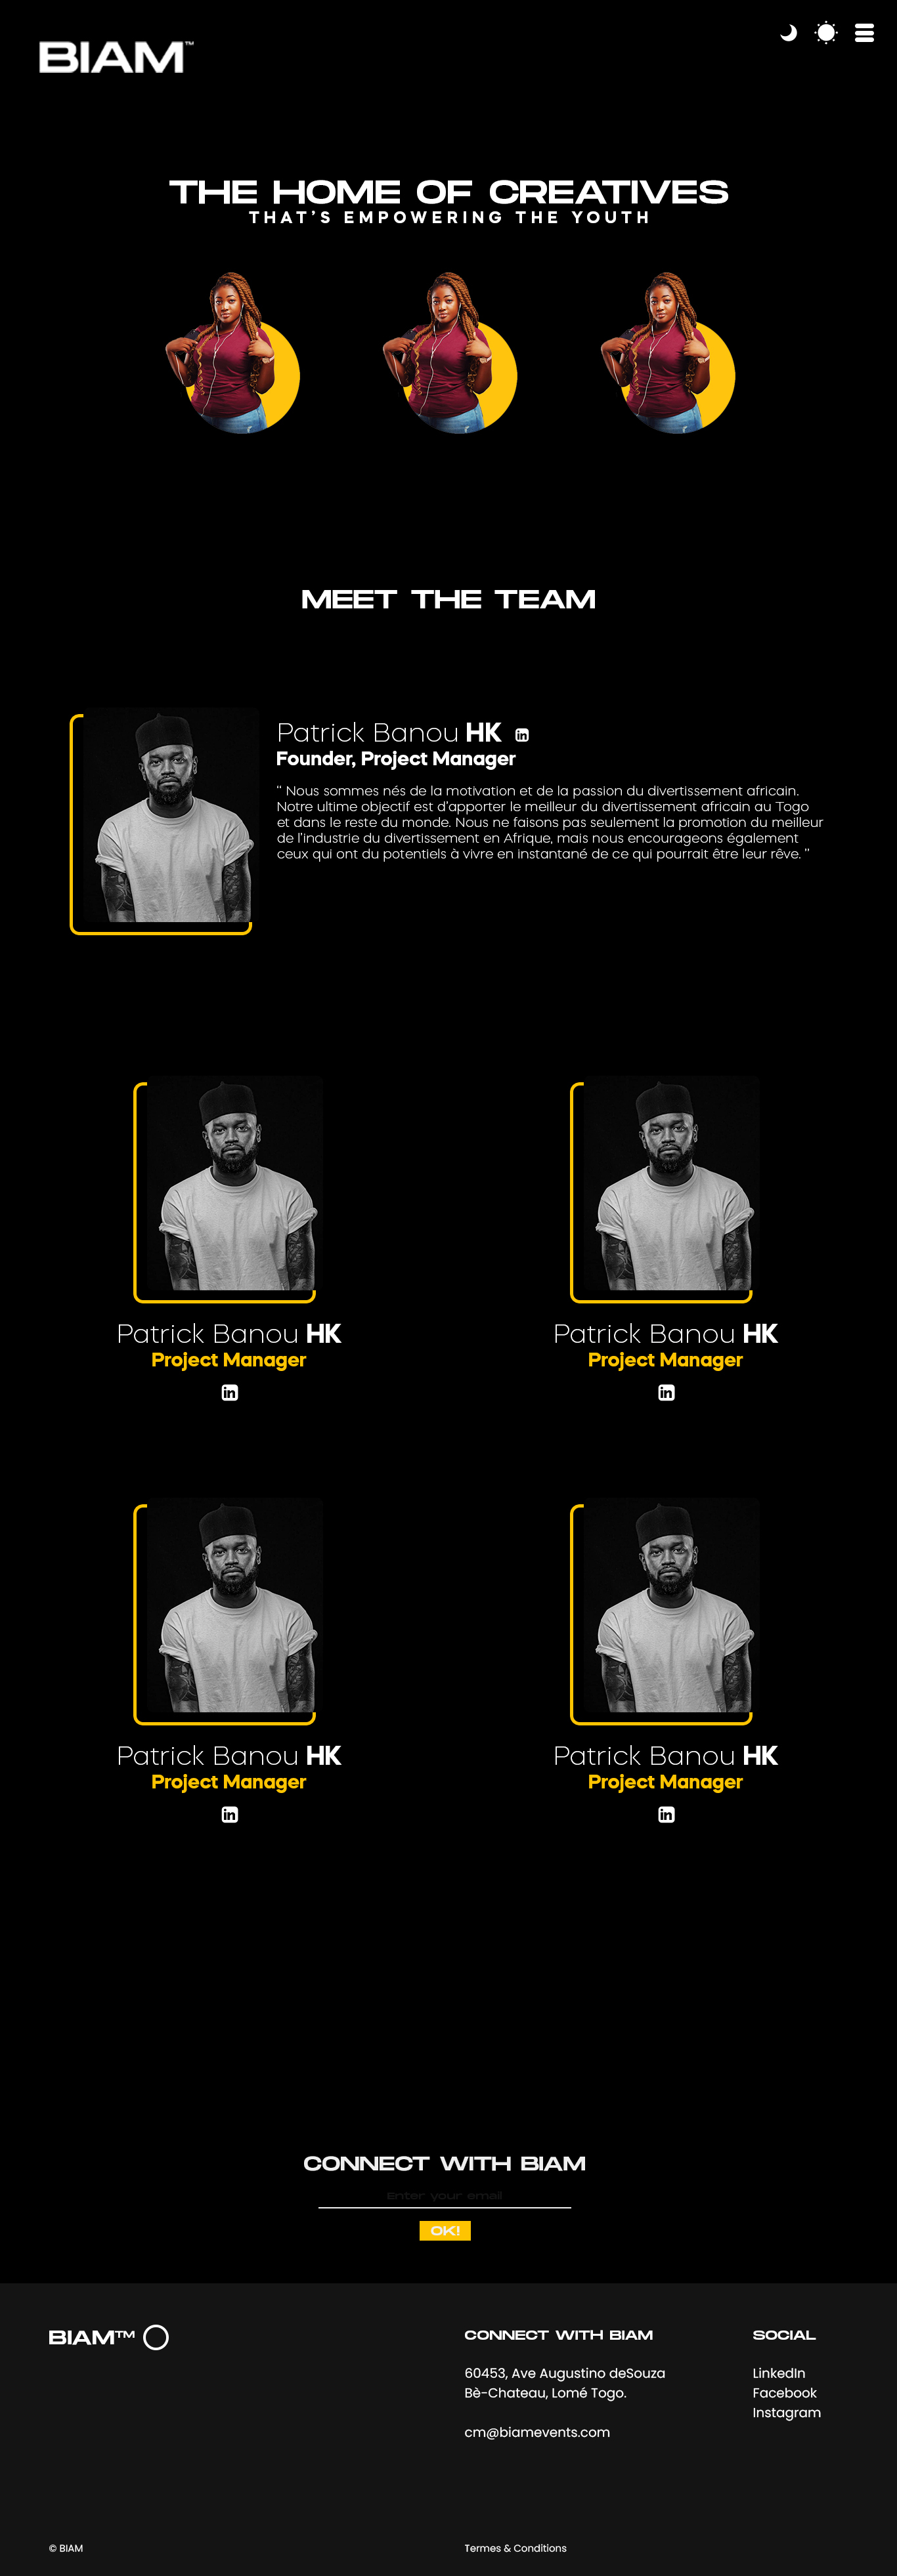 BIAM™
THE HOME OF CREATIVES
THAT'S EMPOWERING THE YOUTH
MEET THE TEAM
Patrick Banou HK in
Founder, Project Manager
" Nous sommes nés de la motivation et de la passion du divertissement africain.
Notre ultime objectif est d'apporter le meilleur du divertissement africain au Togo
et dans le reste du monde. Nous ne faisons pas seulement la promotion du meilleur
de l'industrie du divertissement en Afrique, mais nous encourageons également
ceux qui ont du potentiels à vivre en instantané de ce qui pourrait être leur rêve. "
Patrick Banou HK
Project Manager
in
Patrick Banou HK
Project Manager
in
Patrick Banou HK
Project Manager
in
Patrick Banou HK
Project Manager
in
CONNECT WITH BIAM
Enter your email
OK!
BIAM™
CONNECT WITH BIAM
60453, Ave Augustino deSouza
Bè-Chateau, Lomé Togo.
cm@biamevents.com
SOCIAL
LinkedIn
Facebook
Instagram
© BIAM
Termes & Conditions